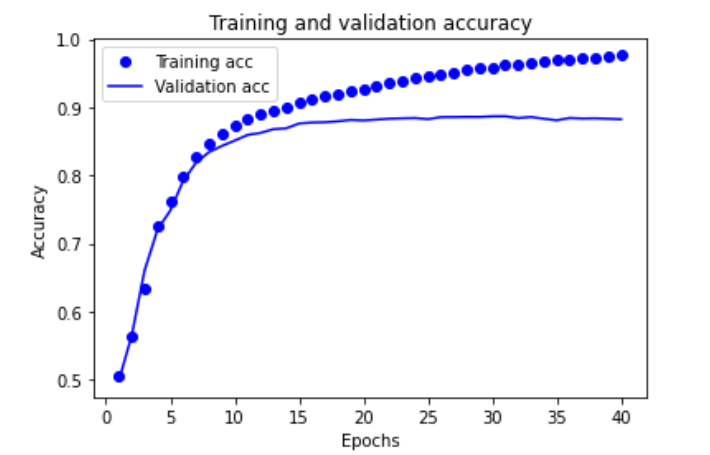 Training and validation accuracy
1.0
Training acc
Validation acc
0.9
0.8
0.7
0.6
0.5
Accuracy
0 5 10 15 20 25 30 35 40
Epochs